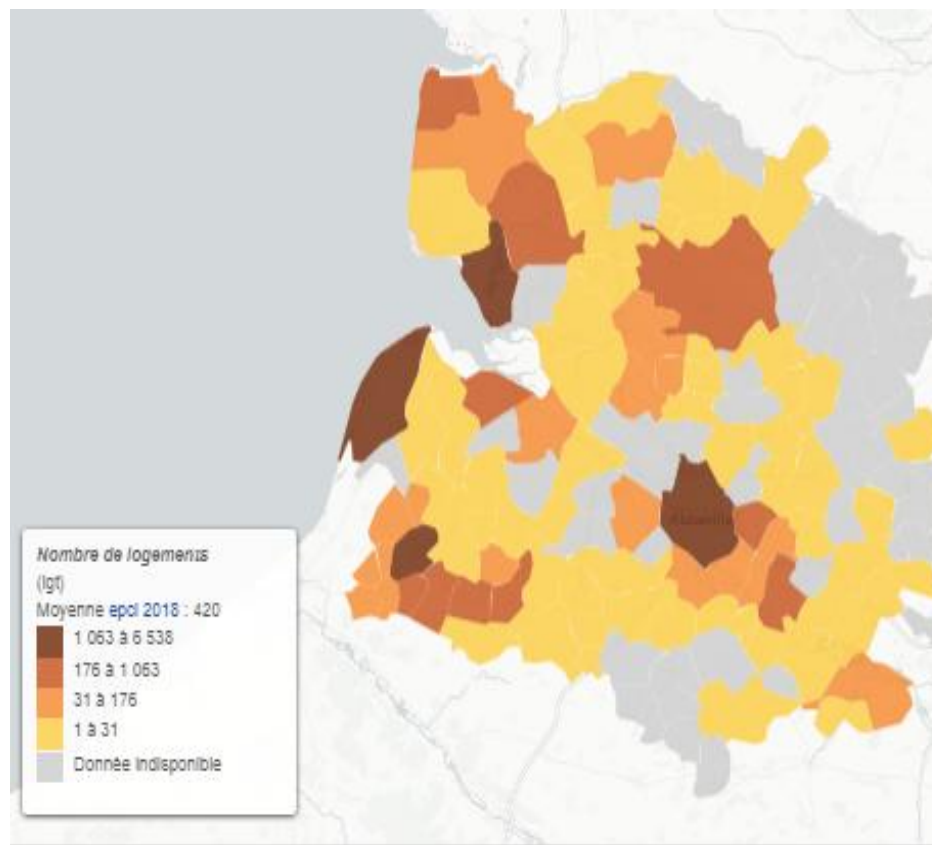 Abbeville
Nombre de logements
(lgt)
Moyenne epci 2018 : 420
1 063 à 6 538
176 à 1 063
31 à 176
1 à 31
Donnée indisponible